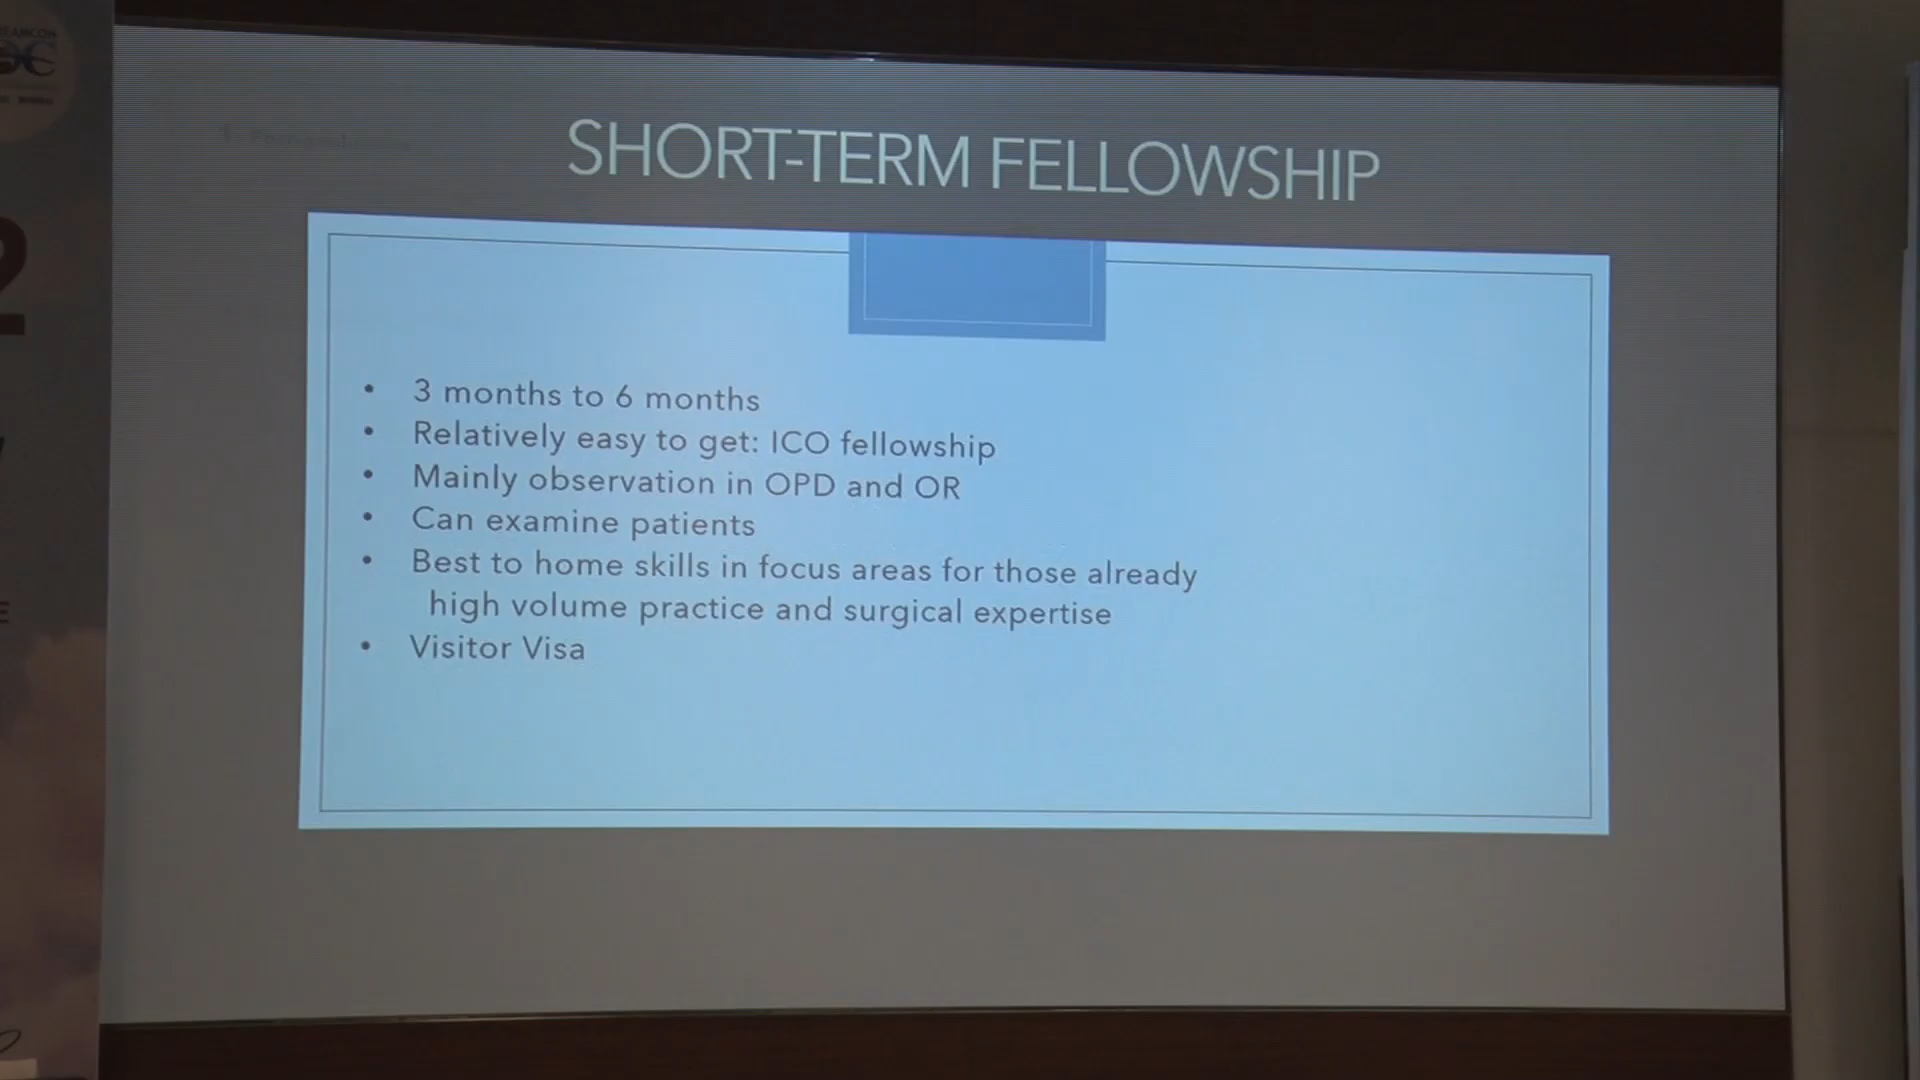 SHORT-TERM FELLOWSHIP
• 3 months to 6 months
• Relatively easy to get: ICO fellowship
• Mainly observation in OPD and OR
• Can examine patients
• Best to home skills in focus areas for those already
high volume practice and surgical expertise
• Visitor Visa
2
E